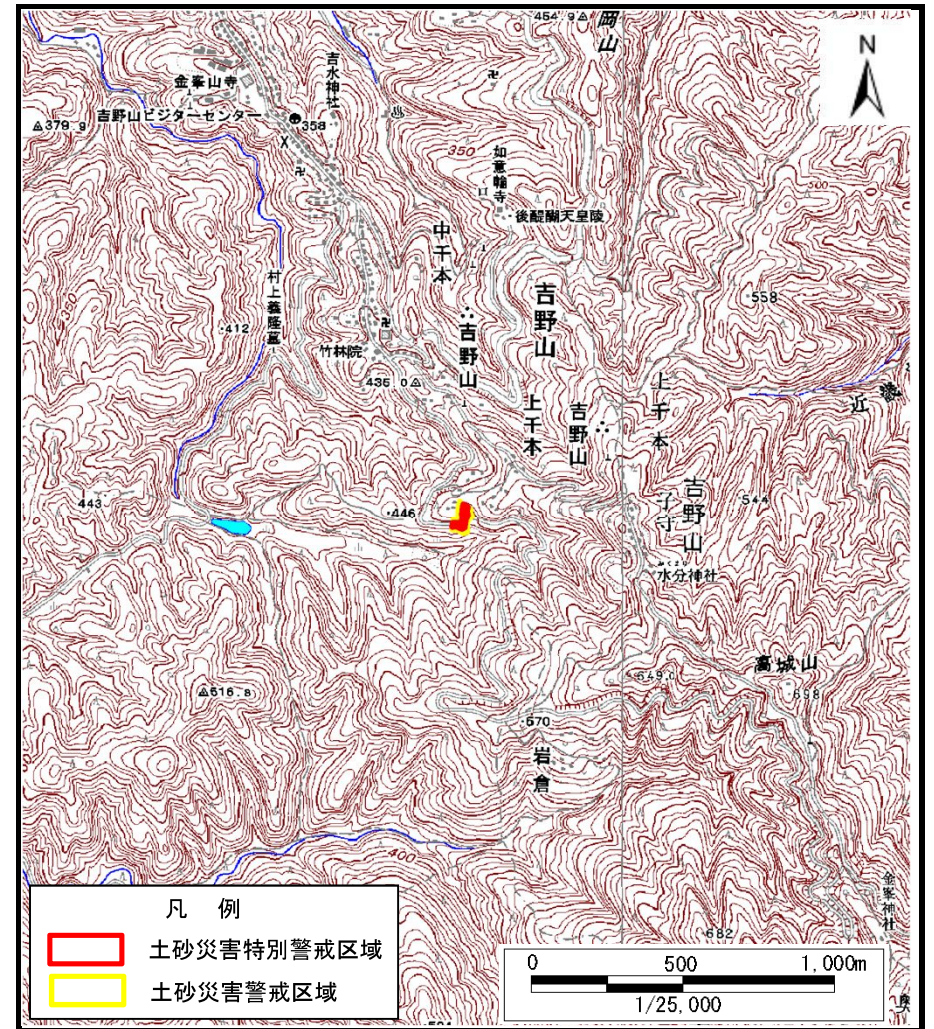 454.9
岡山
N
金峯山寺
吉水神社
吉野山ビジターセンター
358
379.9
350
如意輪寺
後醍醐天皇陵
中千本
村上義隆墓
412
558
吉野山
吉野山
竹林院
435.0
上千本
吉野山
上千本
近
443
446
544
吉野山
子守
水分神社
高城山
649.0
698
516.8
570
岩倉
400
金峯神社
682
凡 例
土砂災害特別警戒区域
土砂災害警戒区域
0 500 1,000m
1/25,000